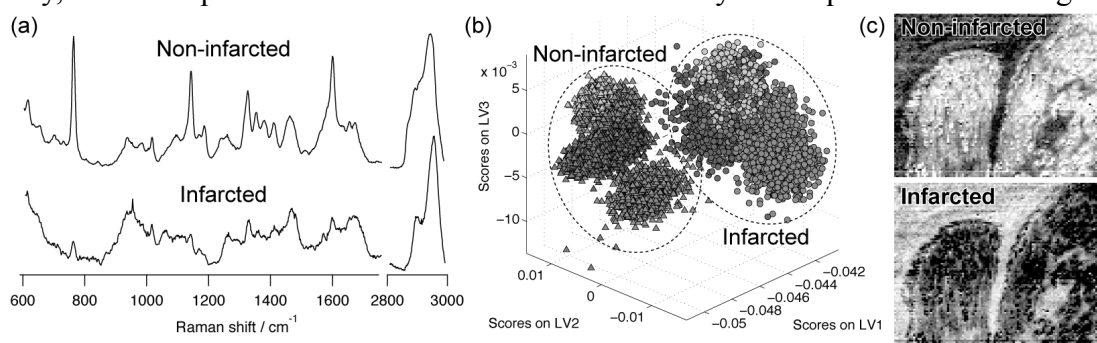 (a)
Non-infarcted
Infarcted
600
800
1000
1200
1400
1600
2800
3000
Raman shift / cm⁻¹
(b)
Non-infarcted
Infarcted
x 10⁻³
5
0
−5
−10
Scores on LV3
0.01
0
−0.01
Scores on LV2
−0.05
−0.048
−0.046
−0.044
−0.042
Scores on LV1
(c)
Non-infarcted
Infarcted